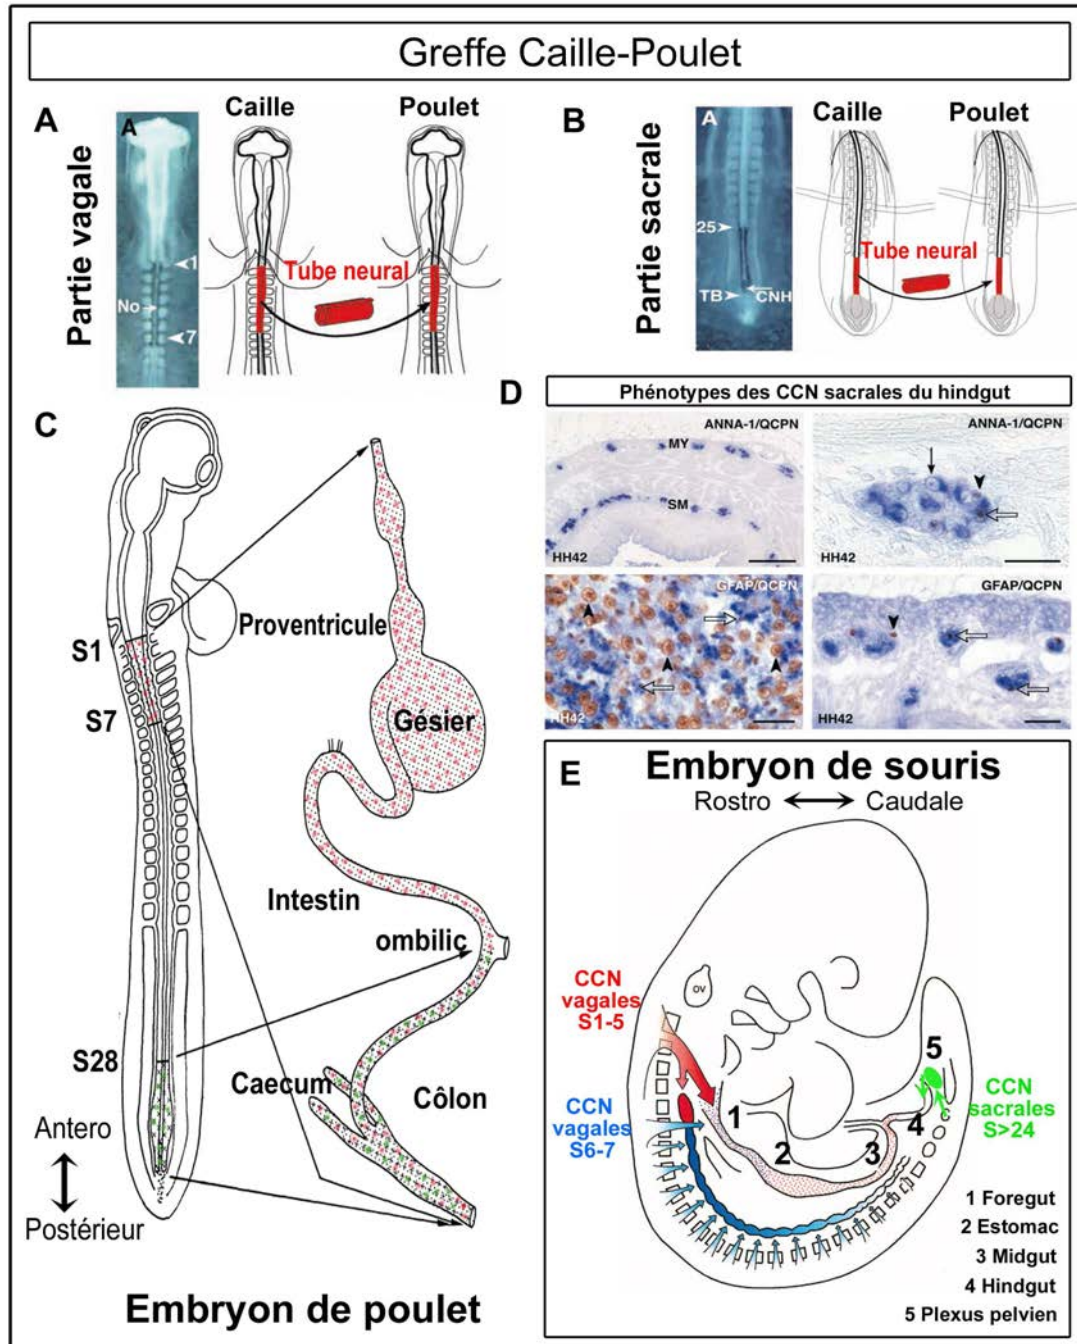 Greffe Caille-Poulet
A
Partie vagale
A
1
No
7
Caille
Poulet
Tube neural
B
Partie sacrale
A
25
TB
CNH
Caille
Poulet
Tube neural
C
S1
S7
S28
Antero
Postérieur
Proventricule
Gésier
Intestin
ombilic
Caecum
Côlon
Embryon de poulet
D
Phénotypes des CCN sacrales du hindgut
ANNA-1/QCPN
MY
SM
HH42
ANNA-1/QCPN
HH42
GFAP/QCPN
HH42
GFAP/QCPN
HH42
E
Embryon de souris
Rostro
Caudale
ov
CCN
vagales
S1-5
CCN
vagales
S6-7
1
2
3
4
5
CCN
sacrales
S>24
1 Foregut
2 Estomac
3 Midgut
4 Hindgut
5 Plexus pelvien